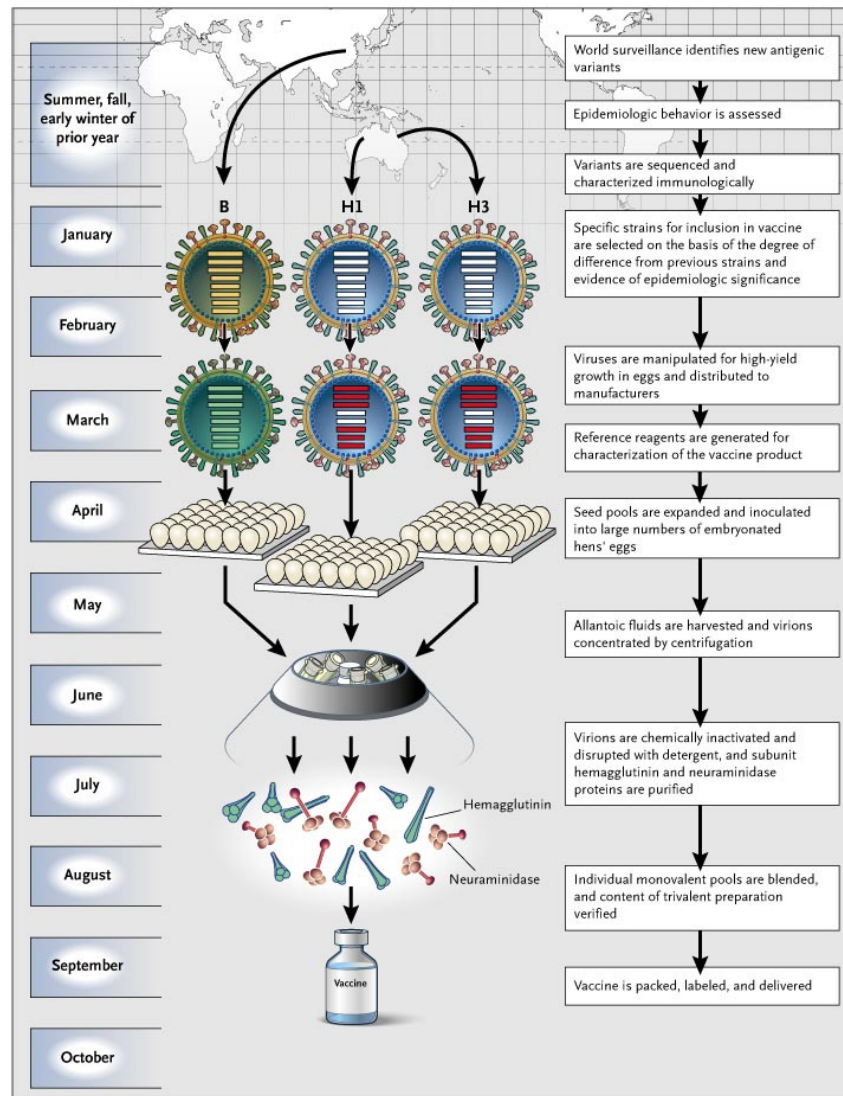 Summer, fall,
early winter of
prior year
January
February
March
April
May
June
July
August
September
October
B
H1
H3
Hemagglutinin
Neuraminidase
Vaccine
World surveillance identifies new antigenic
variants
Epidemiologic behavior is assessed
Variants are sequenced and
characterized immunologically
Specific strains for inclusion in vaccine
are selected on the basis of the degree of
difference from previous strains and
evidence of epidemiologic significance
Viruses are manipulated for high-yield
growth in eggs and distributed to
manufacturers
Reference reagents are generated for
characterization of the vaccine product
Seed pools are expanded and inoculated
into large numbers of embryonated
hens' eggs
Allantoic fluids are harvested and virions
concentrated by centrifugation
Virions are chemically inactivated and
disrupted with detergent, and subunit
hemagglutinin and neuraminidase
proteins are purified
Individual monovalent pools are blended,
and content of trivalent preparation
verified
Vaccine is packed, labeled, and delivered